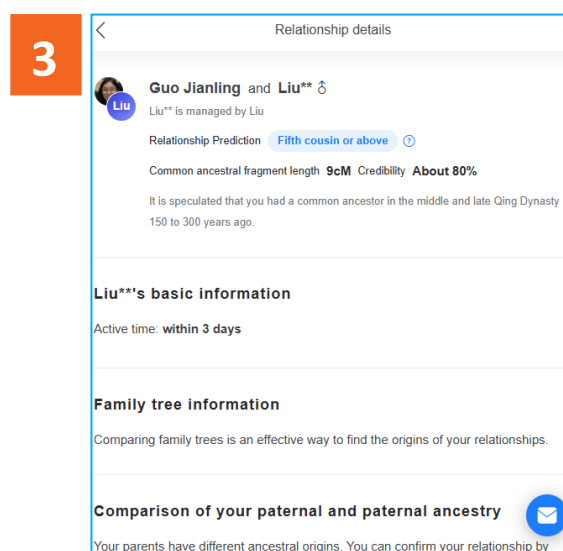 3
Relationship details
Guo Jianling and Liu** ♂
Liu
Liu** is managed by Liu
Relationship Prediction Fifth cousin or above ?
Common ancestral fragment length 9cM Credibility About 80%
It is speculated that you had a common ancestor in the middle and late Qing Dynasty
150 to 300 years ago.
Liu**'s basic information
Active time: within 3 days
Family tree information
Comparing family trees is an effective way to find the origins of your relationships.
Comparison of your paternal and paternal ancestry
Your parents have different ancestral origins. You can confirm your relationship by